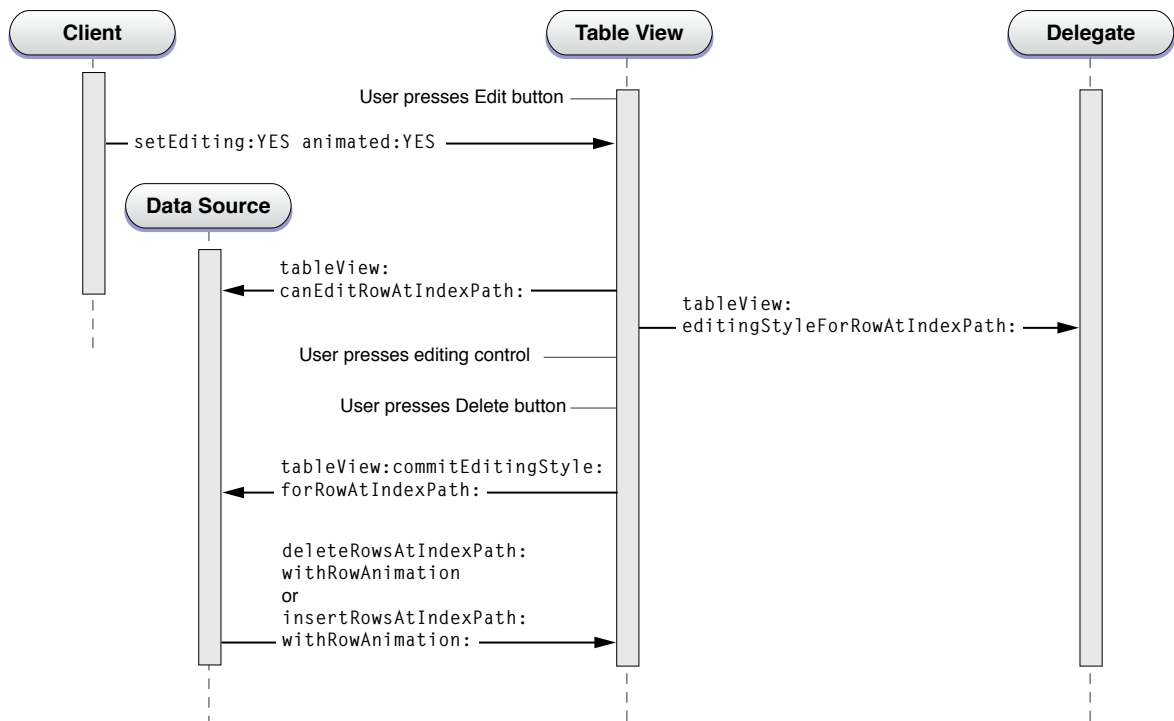 Client
Table View
Delegate
User presses Edit button
setEditing:YES animated:YES
Data Source
tableView:
canEditRowAtIndexPath:
tableView:
editingStyleForRowAtIndexPath:
User presses editing control
User presses Delete button
tableView:commitEditingStyle:
forRowAtIndexPath:
deleteRowsAtIndexPath:
withRowAnimation
or
insertRowsAtIndexPath:
withRowAnimation: